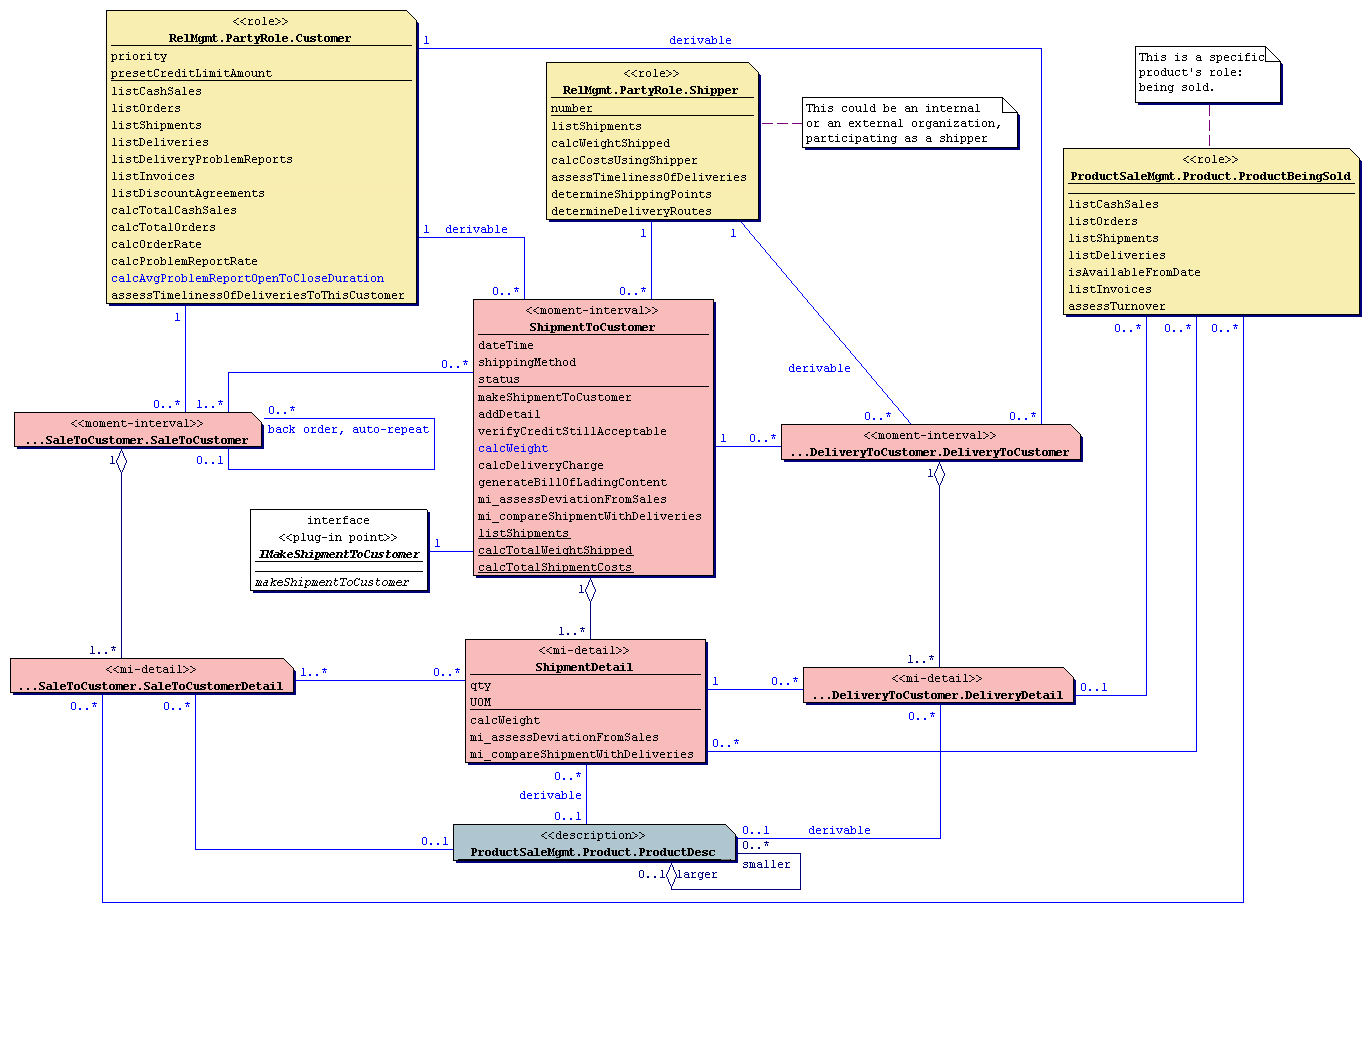 <<role>>
RelMgmt.PartyRole.Customer
priority
presetCreditLimitAmount
listCashSales
listOrders
listShipments
listDeliveries
listDeliveryProblemReports
listInvoices
listDiscountAgreements
calcTotalCashSales
calcTotalOrders
calcOrderRate
calcProblemReportRate
calcAvgProblemReportOpenToCloseDuration
assessTimelinessOfDeliveriesToThisCustomer
1
derivable
1
derivable
1
<<role>>
RelMgmt.PartyRole.Shipper
number
listShipments
calcWeightShipped
calcCostsUsingShipper
assessTimelinessOfDeliveries
determineShippingPoints
determineDeliveryRoutes
1
1
This could be an internal
or an external organization,
participating as a shipper
This is a specific
product's role:
being sold.
<<role>>
ProductSaleMgmt.Product.ProductBeingSold
listCashSales
listOrders
listShipments
listDeliveries
isAvailableFromDate
listInvoices
assessTurnover
0..*
0..*
0..*
0..*
0..*
<<moment-interval>>
ShipmentToCustomer
dateTime
shippingMethod
status
makeShipmentToCustomer
addDetail
verifyCreditStillAcceptable
calcWeight
calcDeliveryCharge
generateBillOfLadingContent
mi_assessDeviationFromSales
mi_compareShipmentWithDeliveries
listShipments
calcTotalWeightShipped
calcTotalShipmentCosts
derivable
0..*
0..*
0..*
0..*
1..*
0..*
<<moment-interval>>
...SaleToCustomer.SaleToCustomer
back order, auto-repeat
1
0..1
1
0..*
<<moment-interval>>
...DeliveryToCustomer.DeliveryToCustomer
1
interface
<<plug-in point>>
IMakeShipmentToCustomer
makeShipmentToCustomer
1
1
1..*
1..*
1..*
<<mi-detail>>
...SaleToCustomer.SaleToCustomerDetail
1..*
0..*
0..*
0..*
<<mi-detail>>
ShipmentDetail
qty
UOM
calcWeight
mi_assessDeviationFromSales
mi_compareShipmentWithDeliveries
1
0..*
0..*
<<mi-detail>>
...DeliveryToCustomer.DeliveryDetail
0..1
0..*
0..*
derivable
0..1
0..1
<<description>>
ProductSaleMgmt.Product.ProductDesc
0..1
derivable
0..*
smaller
0..1
larger